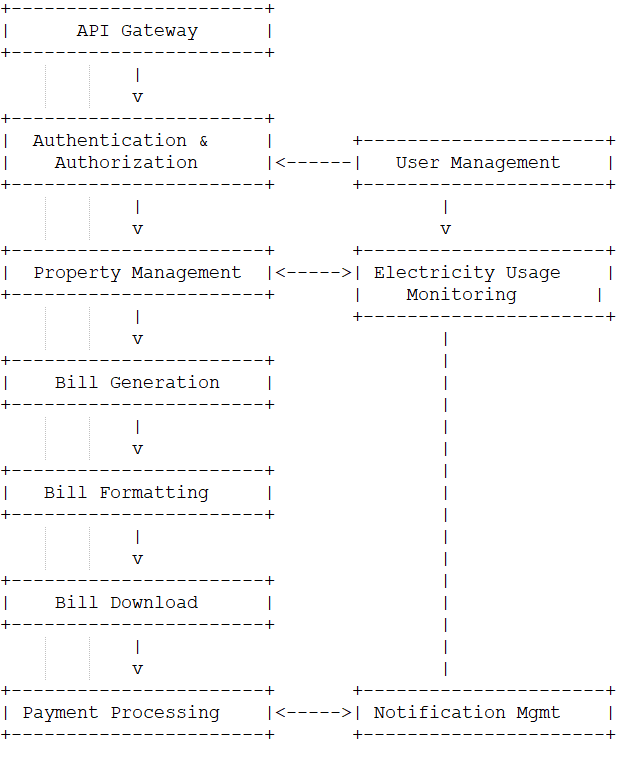 API Gateway
Authentication &
Authorization
User Management
Property Management
Electricity Usage
Monitoring
Bill Generation
Bill Formatting
Bill Download
Payment Processing
Notification Mgmt